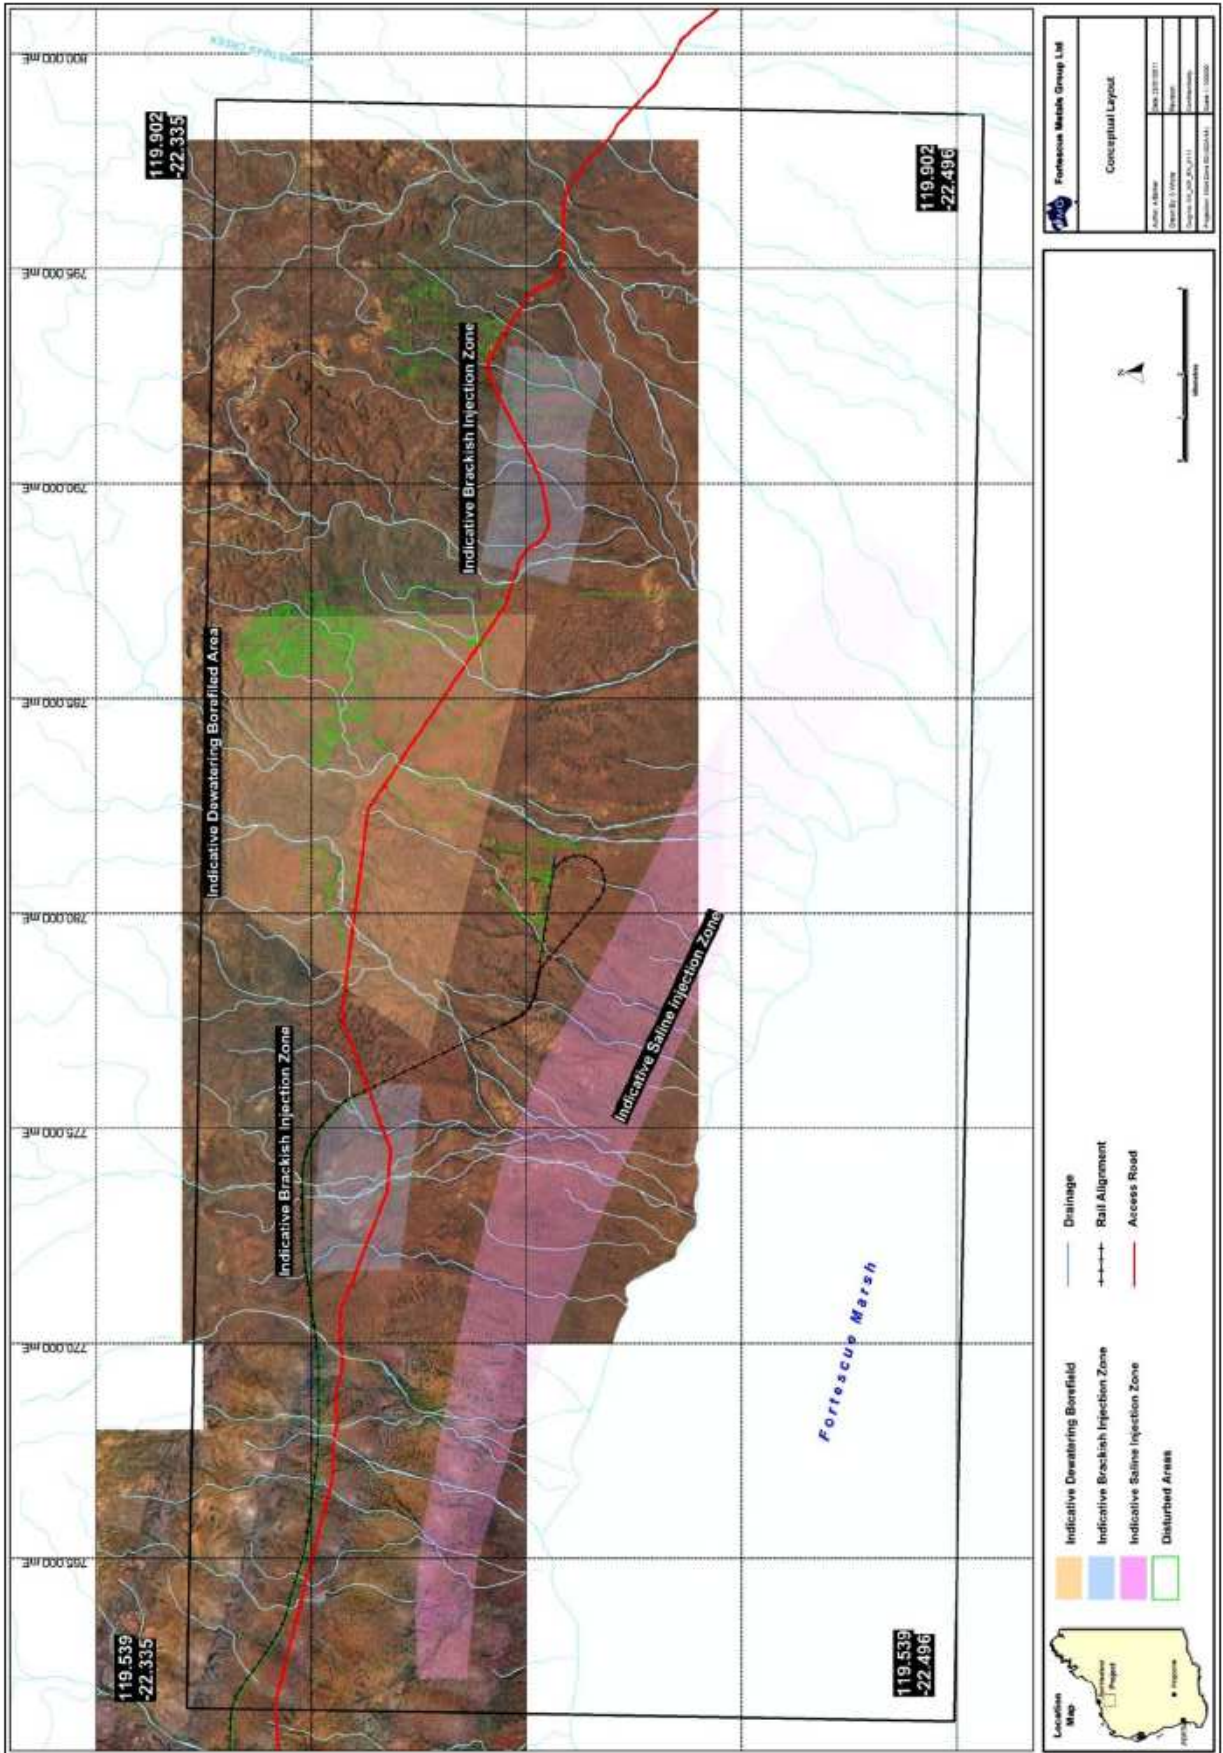 800,000 mE
795,000 mE
790,000 mE
785,000 mE
780,000 mE
775,000 mE
770,000 mE
765,000 mE
119.902
-22.335
119.902
-22.496
119.539
-22.335
119.539
-22.496
Indicative Brackish Injection Zone
Indicative Dewatering Borefiled Area
Indicative Brackish Injection Zone
Indicative Saline injection Zone
Fortescue Marsh
Location
Map
Project
Indicative Dewatering Borefield
Indicative Brackish Injection Zone
Indicative Saline Injection Zone
Disturbed Areas
Drainage
Rail Alignment
Access Road
N
kilometres
FMG
Fortescue Metals Group Ltd
Conceptual Layout